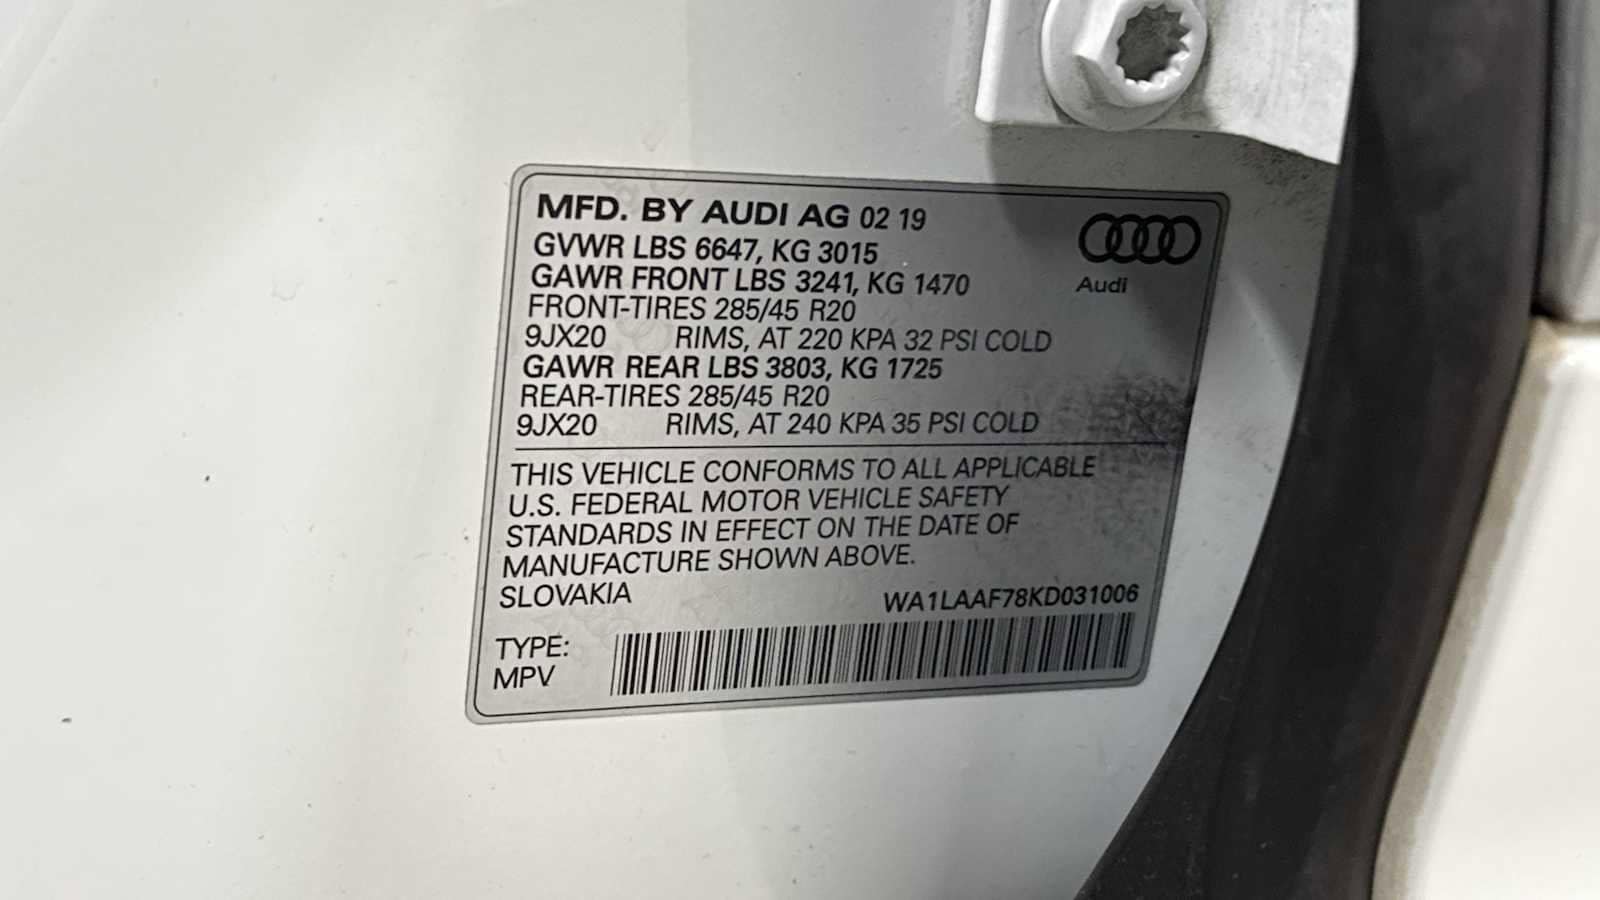 MFD. BY AUDI AG 02 19
GVWR LBS 6647, KG 3015
GAWR FRONT LBS 3241, KG 1470
FRONT-TIRES 285/45 R20
9JX20 RIMS, AT 220 KPA 32 PSI COLD
GAWR REAR LBS 3803, KG 1725
REAR-TIRES 285/45 R20
9JX20 RIMS, AT 240 KPA 35 PSI COLD
Audi
THIS VEHICLE CONFORMS TO ALL APPLICABLE
U.S. FEDERAL MOTOR VEHICLE SAFETY
STANDARDS IN EFFECT ON THE DATE OF
MANUFACTURE SHOWN ABOVE.
SLOVAKIA WA1LAAF78KD031006
TYPE:
MPV